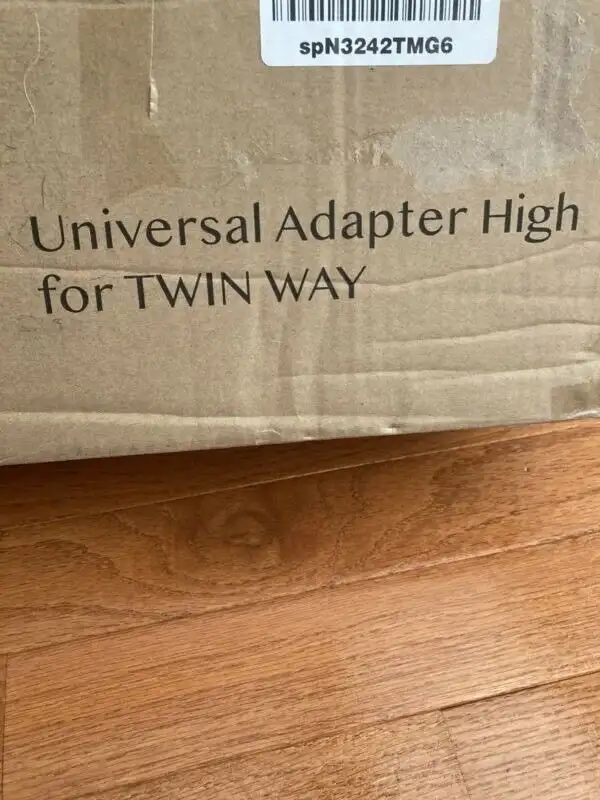 spN3242TMG6
Universal Adapter High
for TWIN WAY